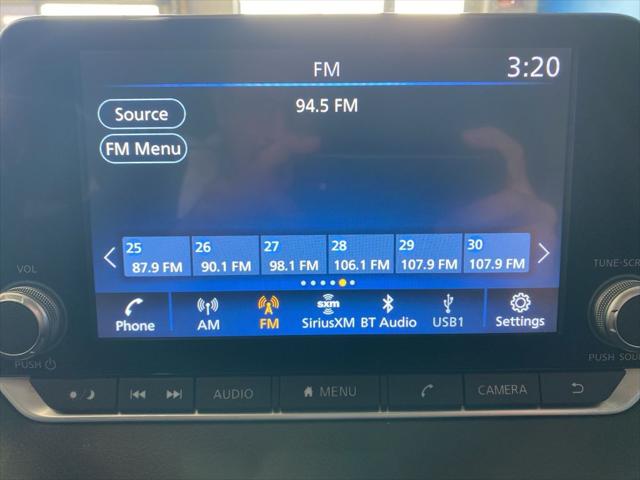 FM
3:20
Source
94.5 FM
FM Menu
25 26 27 28 29 30
87.9 FM 90.1 FM 98.1 FM 106.1 FM 107.9 FM 107.9 FM
VOL
TUNE-SCR
Phone AM FM sxm SiriusXM BT Audio USB1 Settings
PUSH
PUSH SOU
AUDIO MENU CAMERA